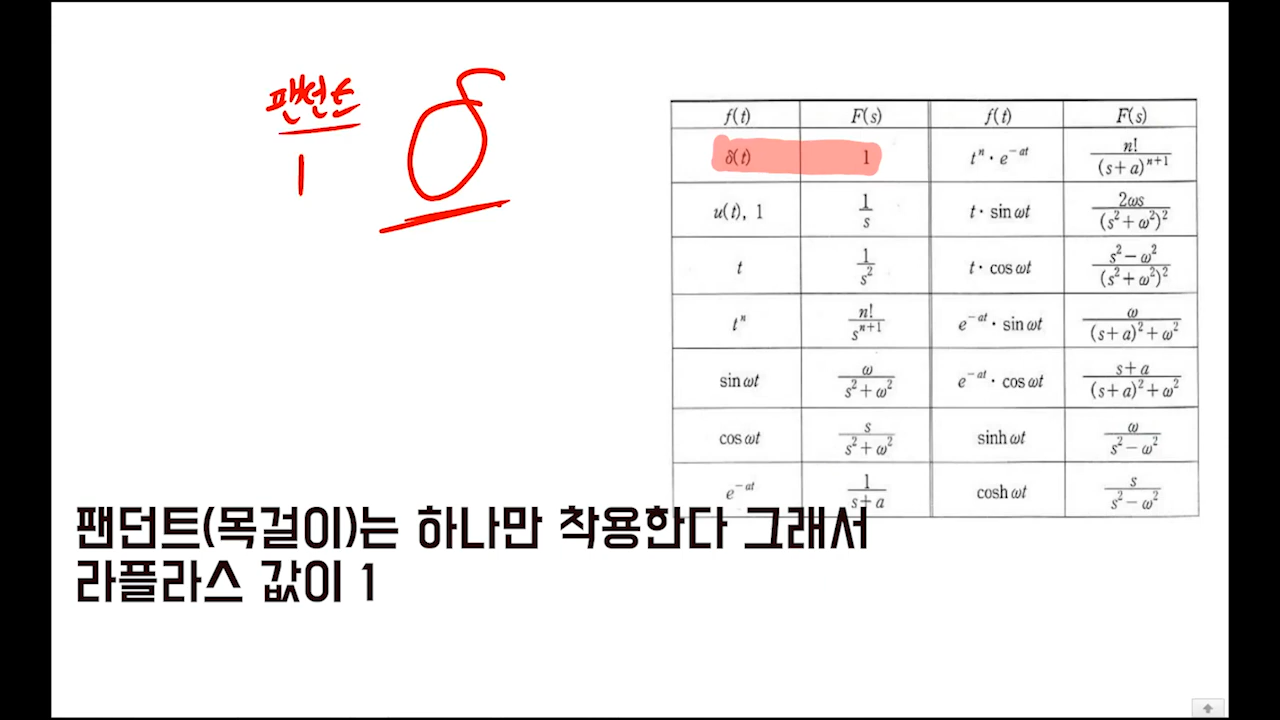 팬던트
1
δ
f(t) F(s) f(t) F(s)
δ(t) 1 tⁿ · e⁻ᵃᵗ n!/(s+a)ⁿ⁺¹
u(t), 1 1/s t · sin ωt 2ωs/(s²+ω²)²
t 1/s² t · cos ωt s²−ω²/(s²+ω²)²
tⁿ n!/sⁿ⁺¹ e⁻ᵃᵗ · sin ωt ω/(s+a)²+ω²
sin ωt ω/s²+ω² e⁻ᵃᵗ · cos ωt s+a/(s+a)²+ω²
cos ωt s/s²+ω² sinh ωt ω/s²−ω²
e⁻ᵃᵗ 1/s+a cosh ωt s/s²−ω²
팬던트(목걸이)는 하나만 착용한다 그래서
라플라스 값이 1